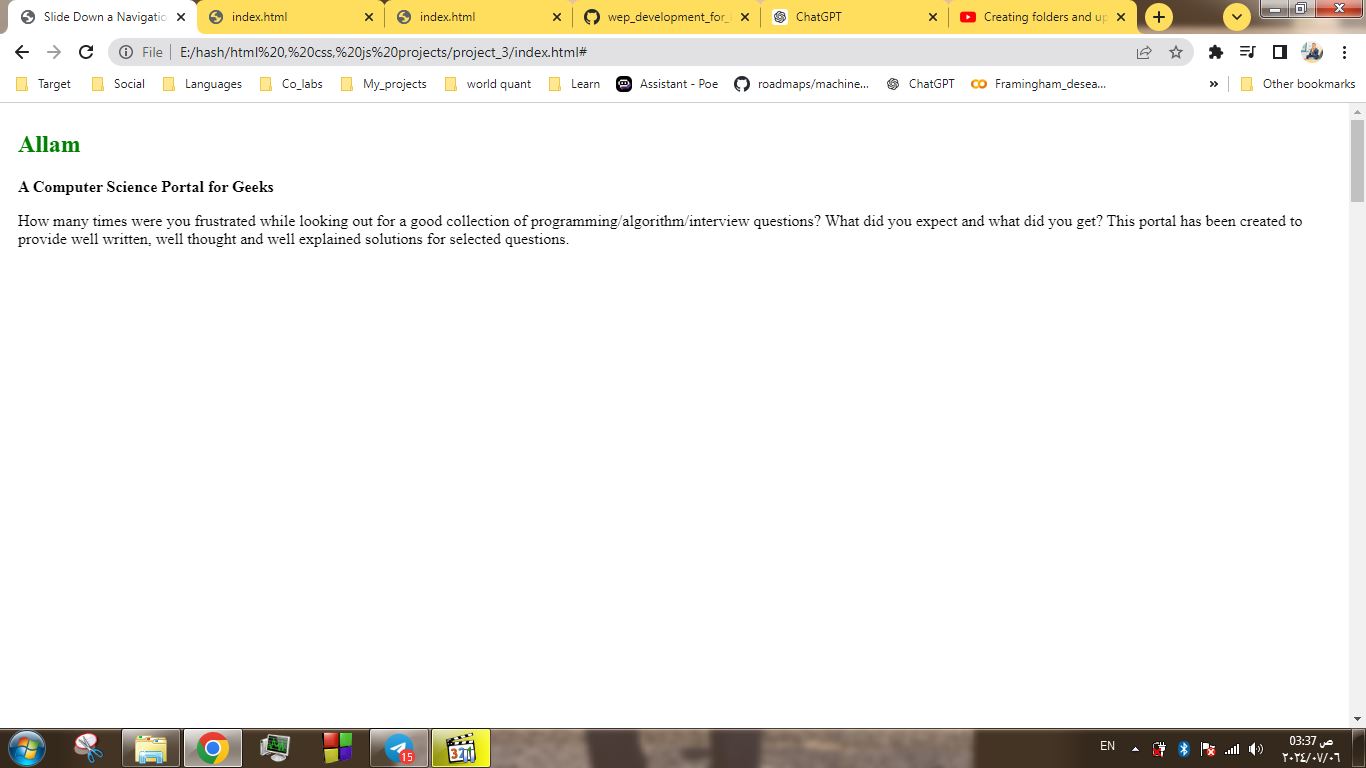 Slide Down a Navigatio
index.html
index.html
wep_development_for_
ChatGPT
Creating folders and up
File
E:/hash/html%20.%20css,%20js%20projects/project_3/index.html#
Target
Social
Languages
Co_labs
My_projects
world quant
Learn
Assistant - Poe
roadmaps/machine...
ChatGPT
Framingham_desea...
»
Other bookmarks
Allam
A Computer Science Portal for Geeks
How many times were you frustrated while looking out for a good collection of programming/algorithm/interview questions? What did you expect and what did you get? This portal has been created to
provide well written, well thought and well explained solutions for selected questions.
15
321
EN
03:37 ص
٢٠٢٤/٠٧/٠٦